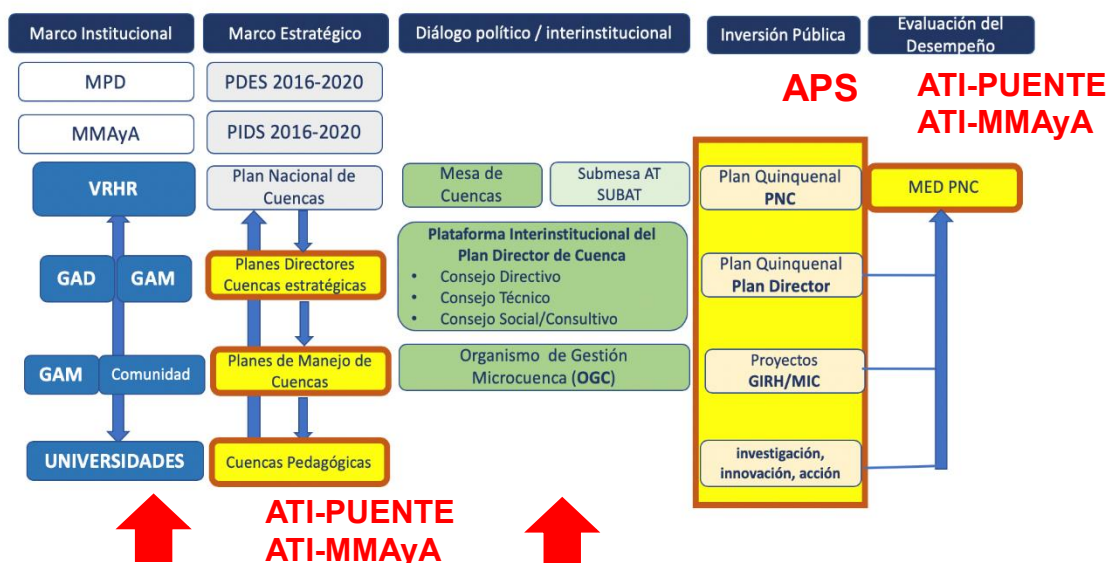 Marco Institucional
Marco Estratégico
Diálogo político / interinstitucional
Inversión Pública
Evaluación del
Desempeño
MPD
PDES 2016-2020
APS
ATI-PUENTE
ATI-MMAyA
MMAyA
PIDS 2016-2020
VRHR
Plan Nacional de
Cuencas
Mesa de
Cuencas
Submesa AT
SUBAT
Plan Quinquenal
PNC
MED PNC
GAD
GAM
Planes Directores
Cuencas estratégicas
Plataforma Interinstitucional del
Plan Director de Cuenca
• Consejo Directivo
• Consejo Técnico
• Consejo Social/Consultivo
Plan Quinquenal
Plan Director
GAM
Comunidad
Planes de Manejo de
Cuencas
Organismo de Gestión
Microcuenca (OGC)
Proyectos
GIRH/MIC
UNIVERSIDADES
Cuencas Pedagógicas
investigación,
innovación, acción
ATI-PUENTE
ATI-MMAyA